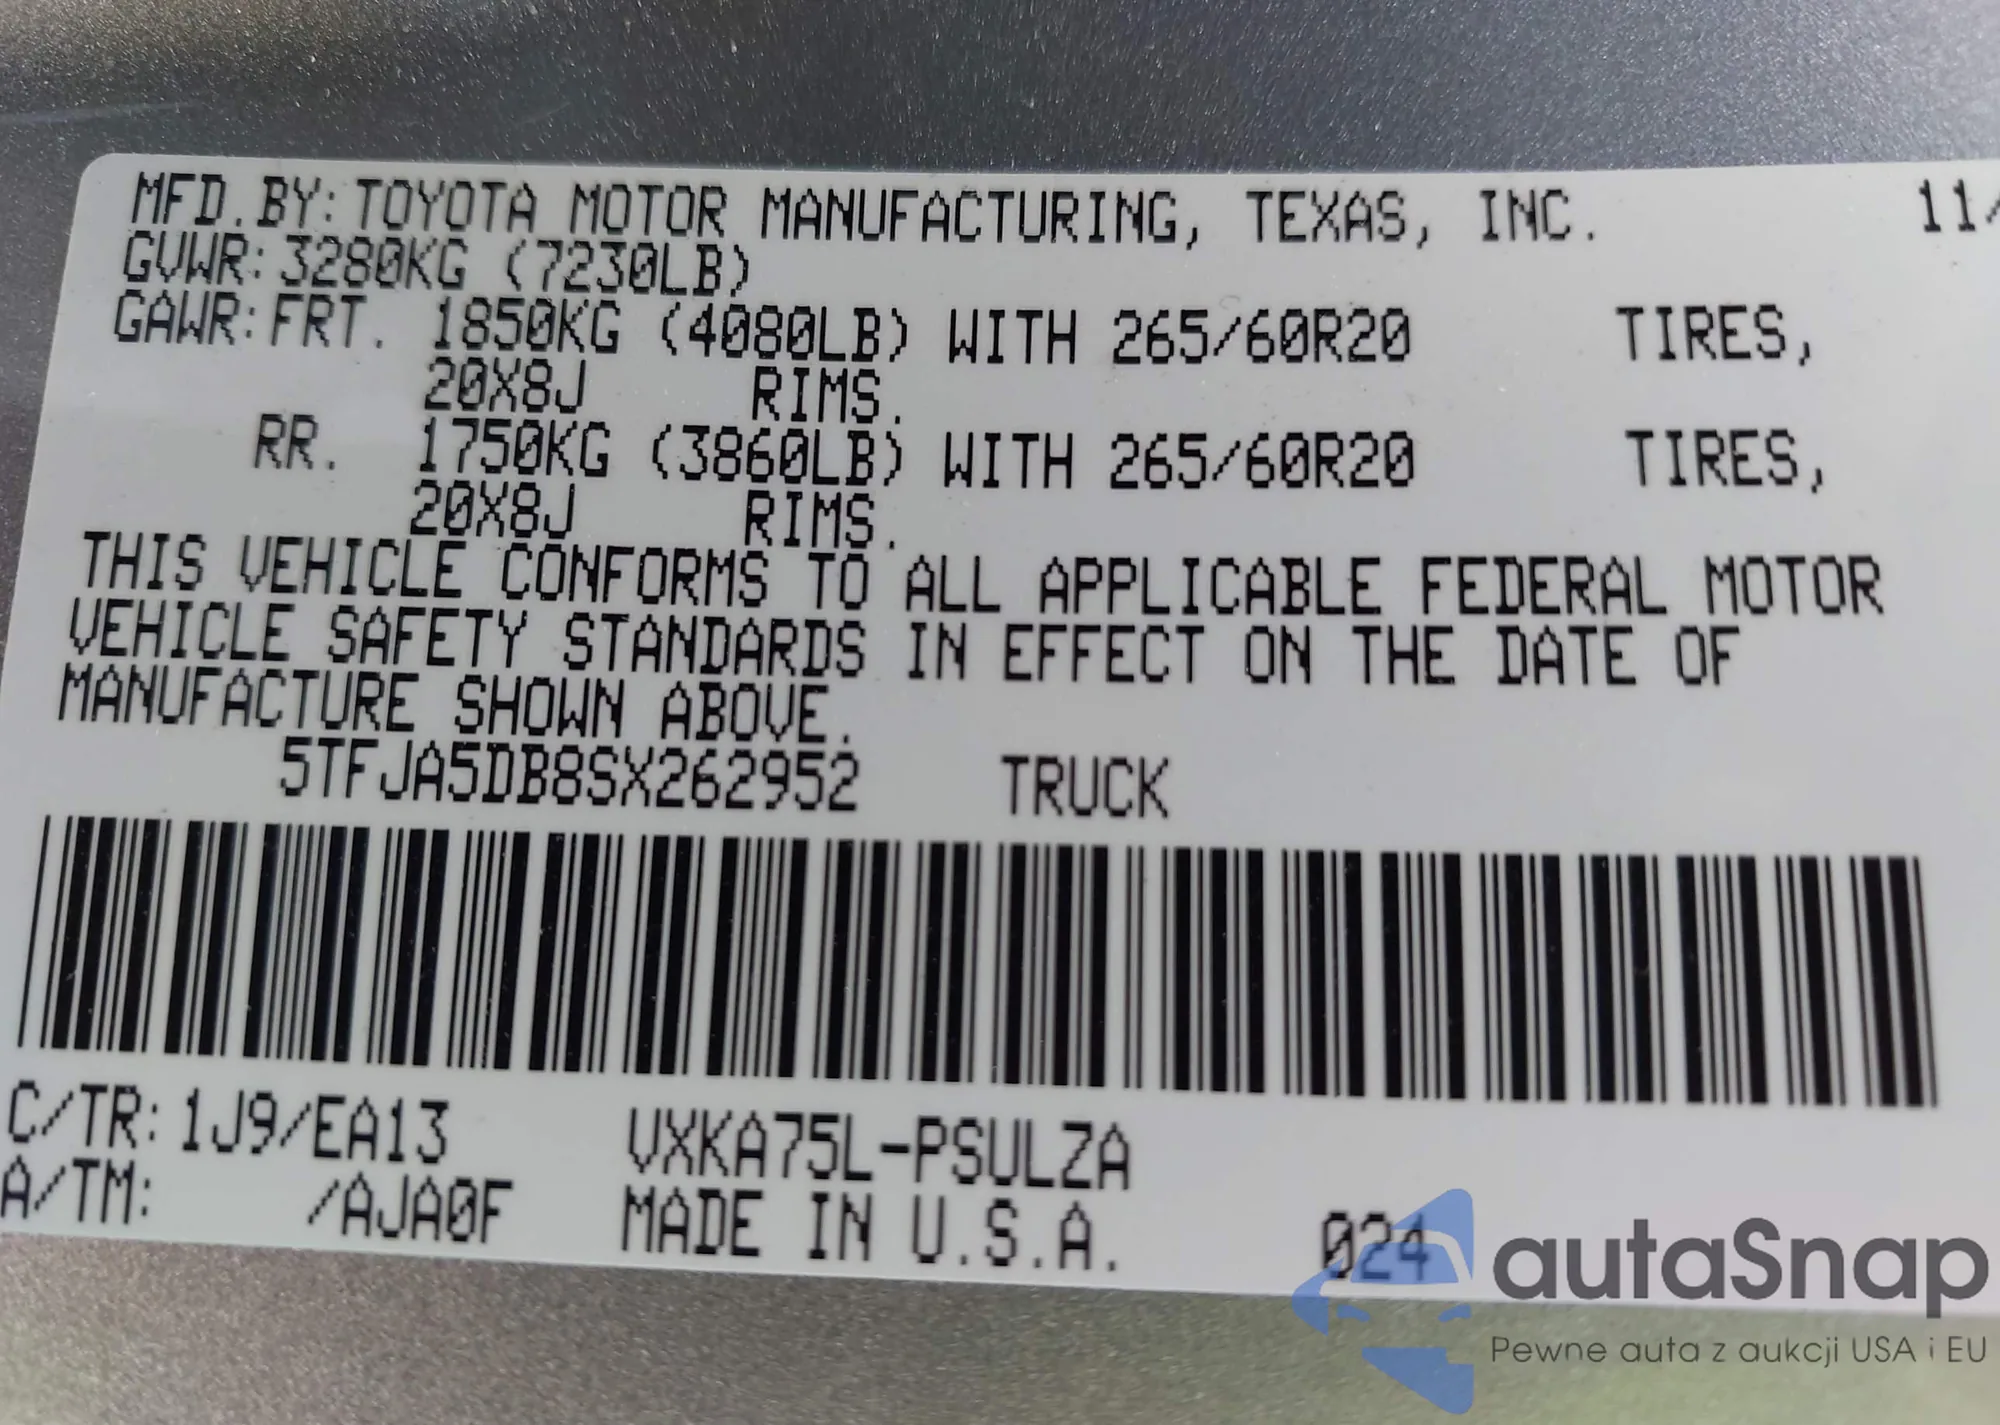 MFD.BY:TOYOTA MOTOR MANUFACTURING, TEXAS, INC. 11/
GVWR:3280KG (7230LB)
GAWR:FRT. 1850KG (4080LB) WITH 265/60R20 TIRES,
20X8J RIMS.
RR. 1750KG (3860LB) WITH 265/60R20 TIRES,
20X8J RIMS.
THIS VEHICLE CONFORMS TO ALL APPLICABLE FEDERAL MOTOR
VEHICLE SAFETY STANDARDS IN EFFECT ON THE DATE OF
MANUFACTURE SHOWN ABOVE.
5TFJA5DB8SX262952 TRUCK
C/TR:1J9/EA13 VXKA75L-PSULZA
A/TM: /AJA0F MADE IN U.S.A. 024
autaSnap
Pewne auta z aukcji USA i EU